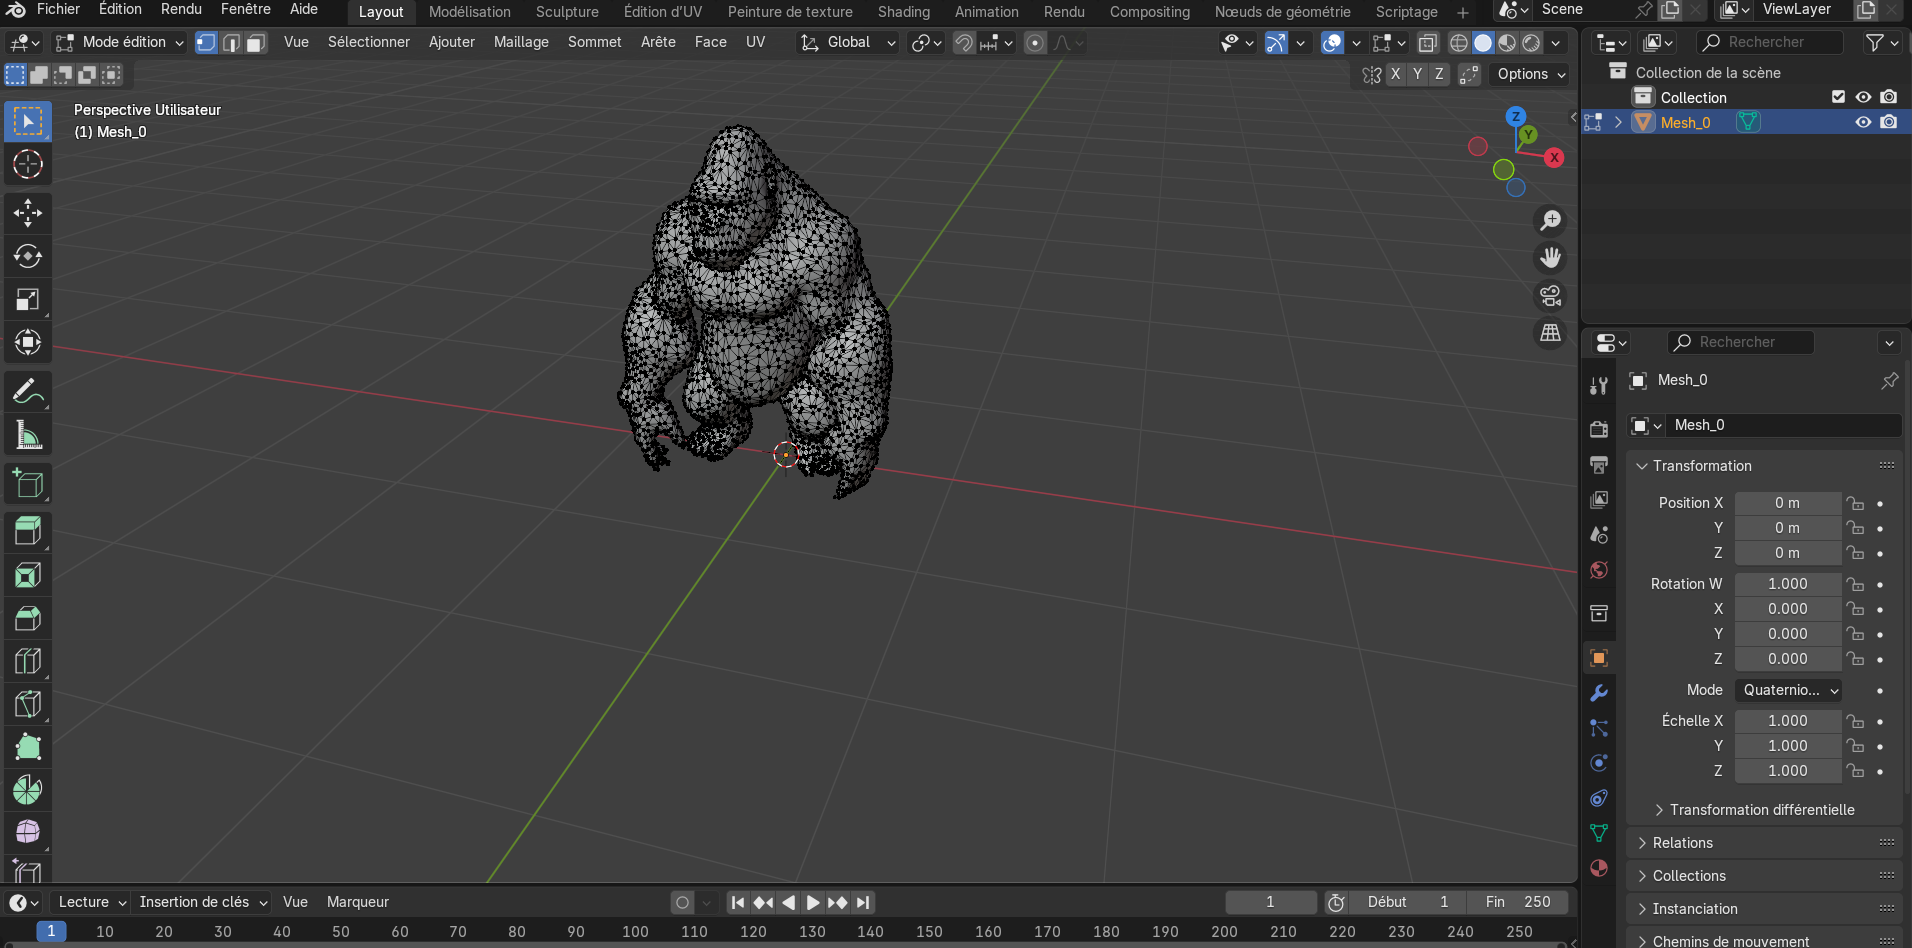 Fichier Édition Rendu Fenêtre Aide Layout Modélisation Sculpture Édition d'UV Peinture de texture Shading Animation Rendu Compositing Nœuds de géométrie Scriptage + Scene ViewLayer
Mode édition Vue Sélectionner Ajouter Maillage Sommet Arête Face UV Global Rechercher
X Y Z Options
Collection de la scène
Perspective Utilisateur
(1) Mesh_0
Collection
Mesh_0
Z
Y
X
Rechercher
Mesh_0
Mesh_0
Transformation
Position X 0 m
Y 0 m
Z 0 m
Rotation W 1.000
X 0.000
Y 0.000
Z 0.000
Mode Quaternio...
Échelle X 1.000
Y 1.000
Z 1.000
Transformation différentielle
Relations
Collections
Instanciation
Chemins de mouvement
Lecture Insertion de clés Vue Marqueur 1 Début 1 Fin 250
1 10 20 30 40 50 60 70 80 90 100 110 120 130 140 150 160 170 180 190 200 210 220 230 240 250